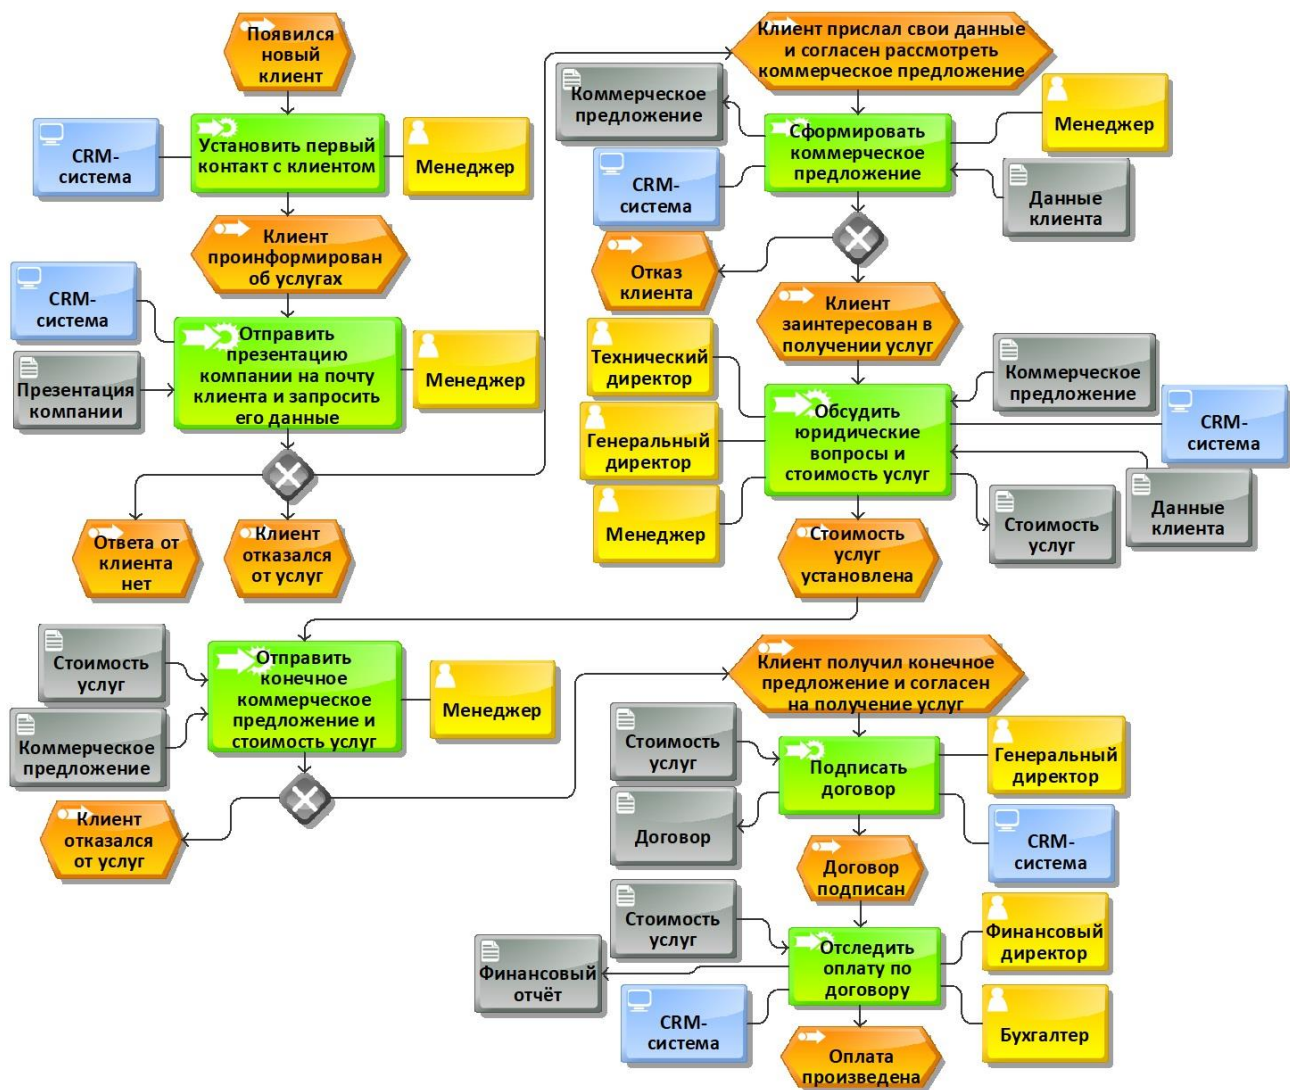 Появился
новый
клиент
CRM-
система
Установить первый
контакт с клиентом
Менеджер
Клиент
проинформирован
об услугах
CRM-
система
Презентация
компании
Отправить
презентацию
компании на почту
клиента и запросить
его данные
Менеджер
Ответа от
клиента
нет
Клиент
отказался
от услуг
Клиент прислал свои данные
и согласен рассмотреть
коммерческое предложение
Коммерческое
предложение
CRM-
система
Сформировать
коммерческое
предложение
Менеджер
Данные
клиента
Отказ
клиента
Клиент
заинтересован в
получении услуг
Технический
директор
Генеральный
директор
Менеджер
Обсудить
юридические
вопросы и
стоимость услуг
Коммерческое
предложение
CRM-
система
Данные
клиента
Стоимость
услуг
Стоимость
услуг
установлена
Стоимость
услуг
Коммерческое
предложение
Отправить
конечное
коммерческое
предложение и
стоимость услуг
Менеджер
Клиент
отказался
от услуг
Клиент получил конечное
предложение и согласен
на получение услуг
Стоимость
услуг
Договор
Подписать
договор
Генеральный
директор
CRM-
система
Договор
подписан
Стоимость
услуг
Финансовый
отчёт
CRM-
система
Отследить
оплату по
договору
Финансовый
директор
Бухгалтер
Оплата
произведена